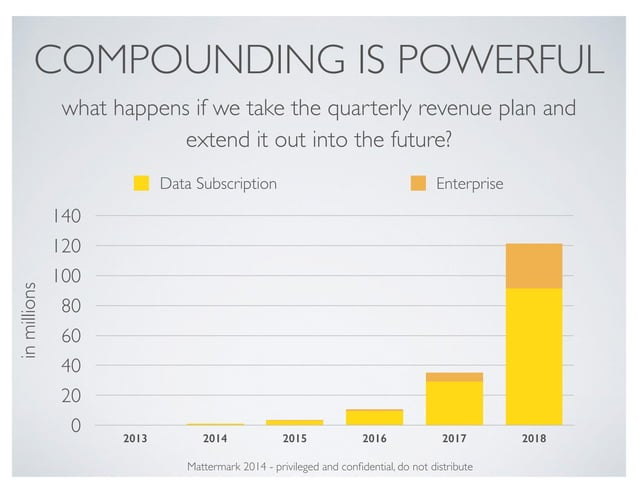 COMPOUNDING IS POWERFUL
what happens if we take the quarterly revenue plan and
extend it out into the future?
Data Subscription
Enterprise
in millions
140
120
100
80
60
40
20
0
2013 2014 2015 2016 2017 2018
Mattermark 2014 - privileged and confidential, do not distribute